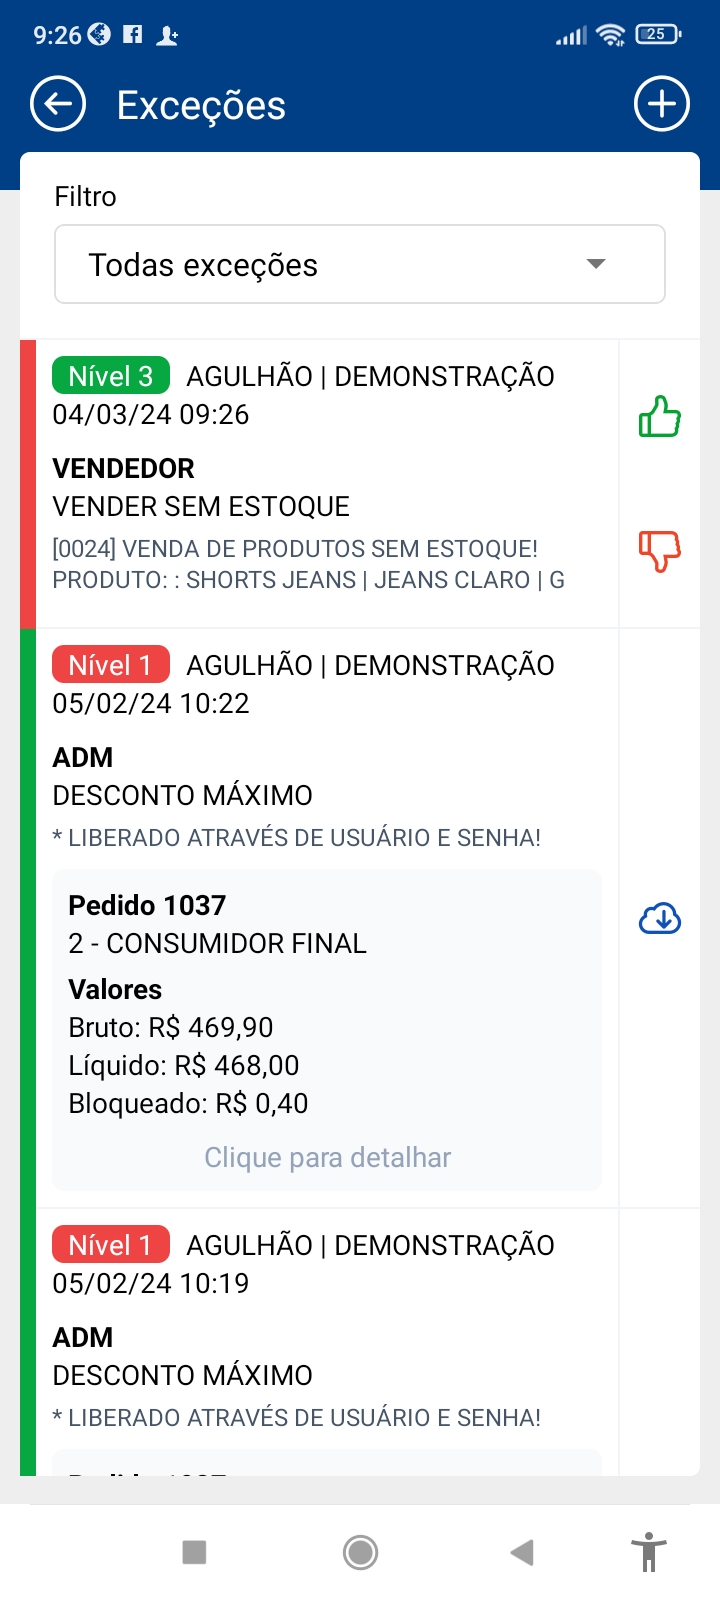 9:26
25
Exceções
Filtro
Todas exceções
Nível 3 AGULHÃO | DEMONSTRAÇÃO
04/03/24 09:26
VENDEDOR
VENDER SEM ESTOQUE
[0024] VENDA DE PRODUTOS SEM ESTOQUE!
PRODUTO: : SHORTS JEANS | JEANS CLARO | G
Nível 1 AGULHÃO | DEMONSTRAÇÃO
05/02/24 10:22
ADM
DESCONTO MÁXIMO
* LIBERADO ATRAVÉS DE USUÁRIO E SENHA!
Pedido 1037
2 - CONSUMIDOR FINAL
Valores
Bruto: R$ 469,90
Líquido: R$ 468,00
Bloqueado: R$ 0,40
Clique para detalhar
Nível 1 AGULHÃO | DEMONSTRAÇÃO
05/02/24 10:19
ADM
DESCONTO MÁXIMO
* LIBERADO ATRAVÉS DE USUÁRIO E SENHA!